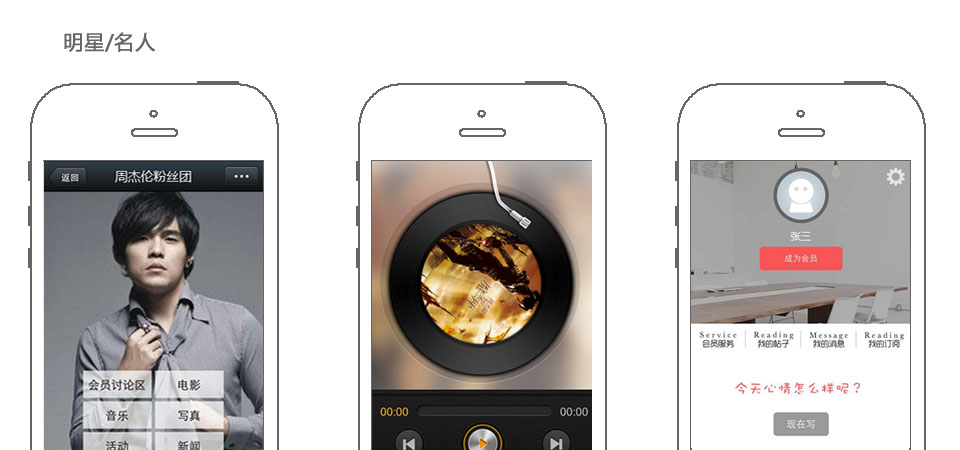 明星/名人
返回
周杰伦粉丝团
会员讨论区 电影
音乐 写真
活动 新闻
00:00 00:00
张三
成为会员
Service Reading Message Reading
会员服务 我的帖子 我的消息 我的订阅
今天心情怎么样呢？
现在写